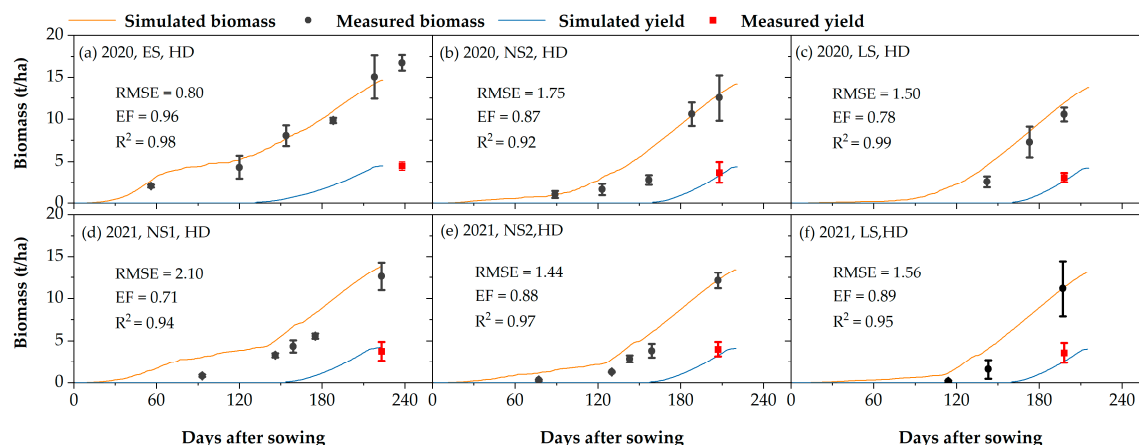 Simulated biomass Measured biomass Simulated yield Measured yield
Biomass (t/ha)
20
15
10
5
0
(a) 2020, ES, HD
RMSE = 0.80
EF = 0.96
R² = 0.98
(b) 2020, NS2, HD
RMSE = 1.75
EF = 0.87
R² = 0.92
(c) 2020, LS, HD
RMSE = 1.50
EF = 0.78
R² = 0.99
Biomass (t/ha)
20
15
10
5
0
(d) 2021, NS1, HD
RMSE = 2.10
EF = 0.71
R² = 0.94
(e) 2021, NS2,HD
RMSE = 1.44
EF = 0.88
R² = 0.97
(f) 2021, LS,HD
RMSE = 1.56
EF = 0.89
R² = 0.95
0 60 120 180 240 60 120 180 240 60 120 180 240
Days after sowing Days after sowing Days after sowing